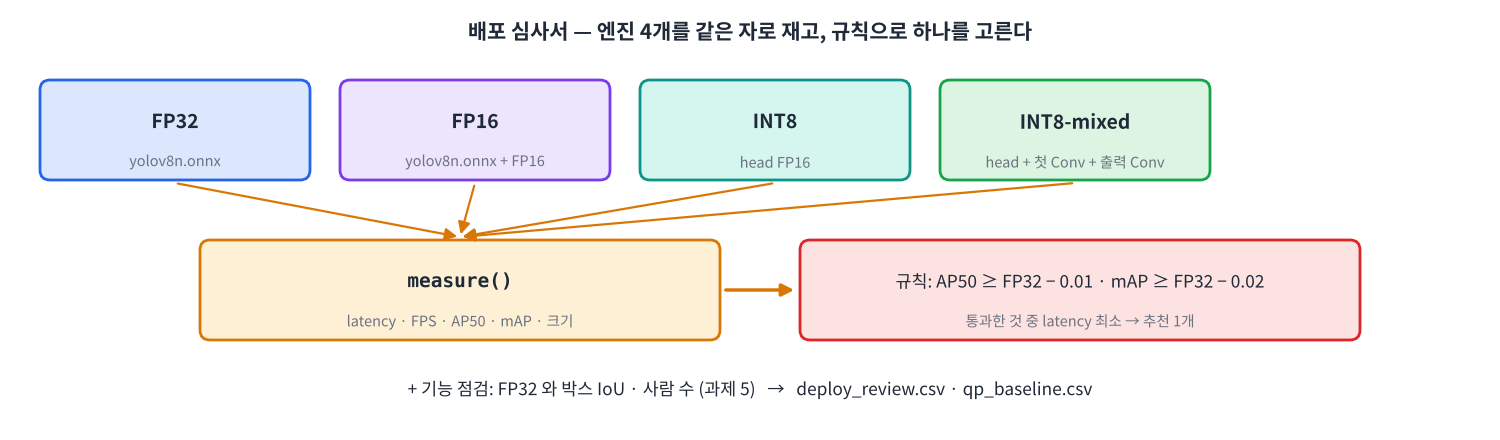 배포 심사서 — 엔진 4개를 같은 자로 재고, 규칙으로 하나를 고른다
FP32
yolov8n.onnx
FP16
yolov8n.onnx + FP16
INT8
head FP16
INT8-mixed
head + 첫 Conv + 출력 Conv
measure()
latency · FPS · AP50 · mAP · 크기
규칙: AP50 ≥ FP32 − 0.01 · mAP ≥ FP32 − 0.02
통과한 것 중 latency 최소 → 추천 1개
+ 기능 점검: FP32 와 박스 IoU · 사람 수 (과제 5) → deploy_review.csv · qp_baseline.csv